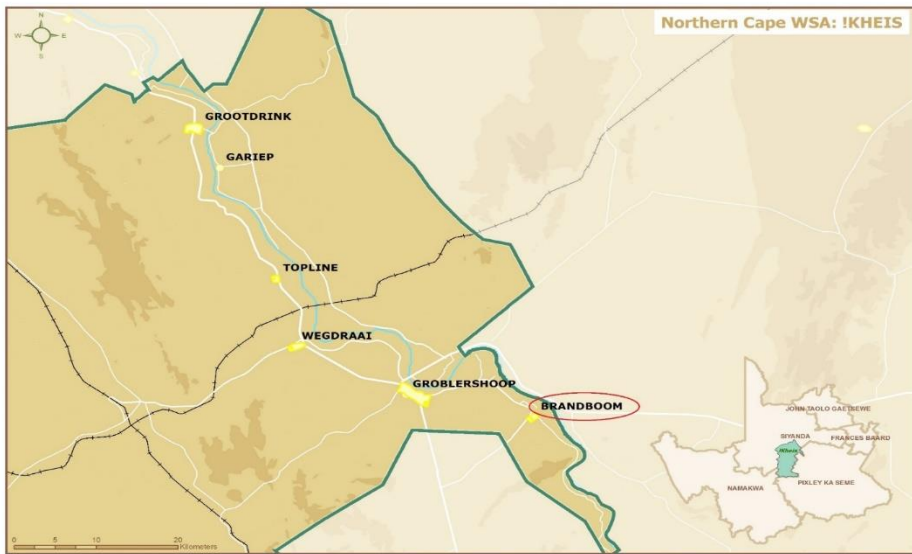 Northern Cape WSA: !KHEIS
N
W E
S
GROOTDRINK
GARIEP
TOPLINE
WEGDRAAI
GROBLERSHOOP
BRANDBOOM
JOHN TAOLO GAETSEWE
SIYANDA
FRANCES BAARD
!Kheis
NAMAKWA
PIXLEY KA SEME
0 10 20
Kilometers